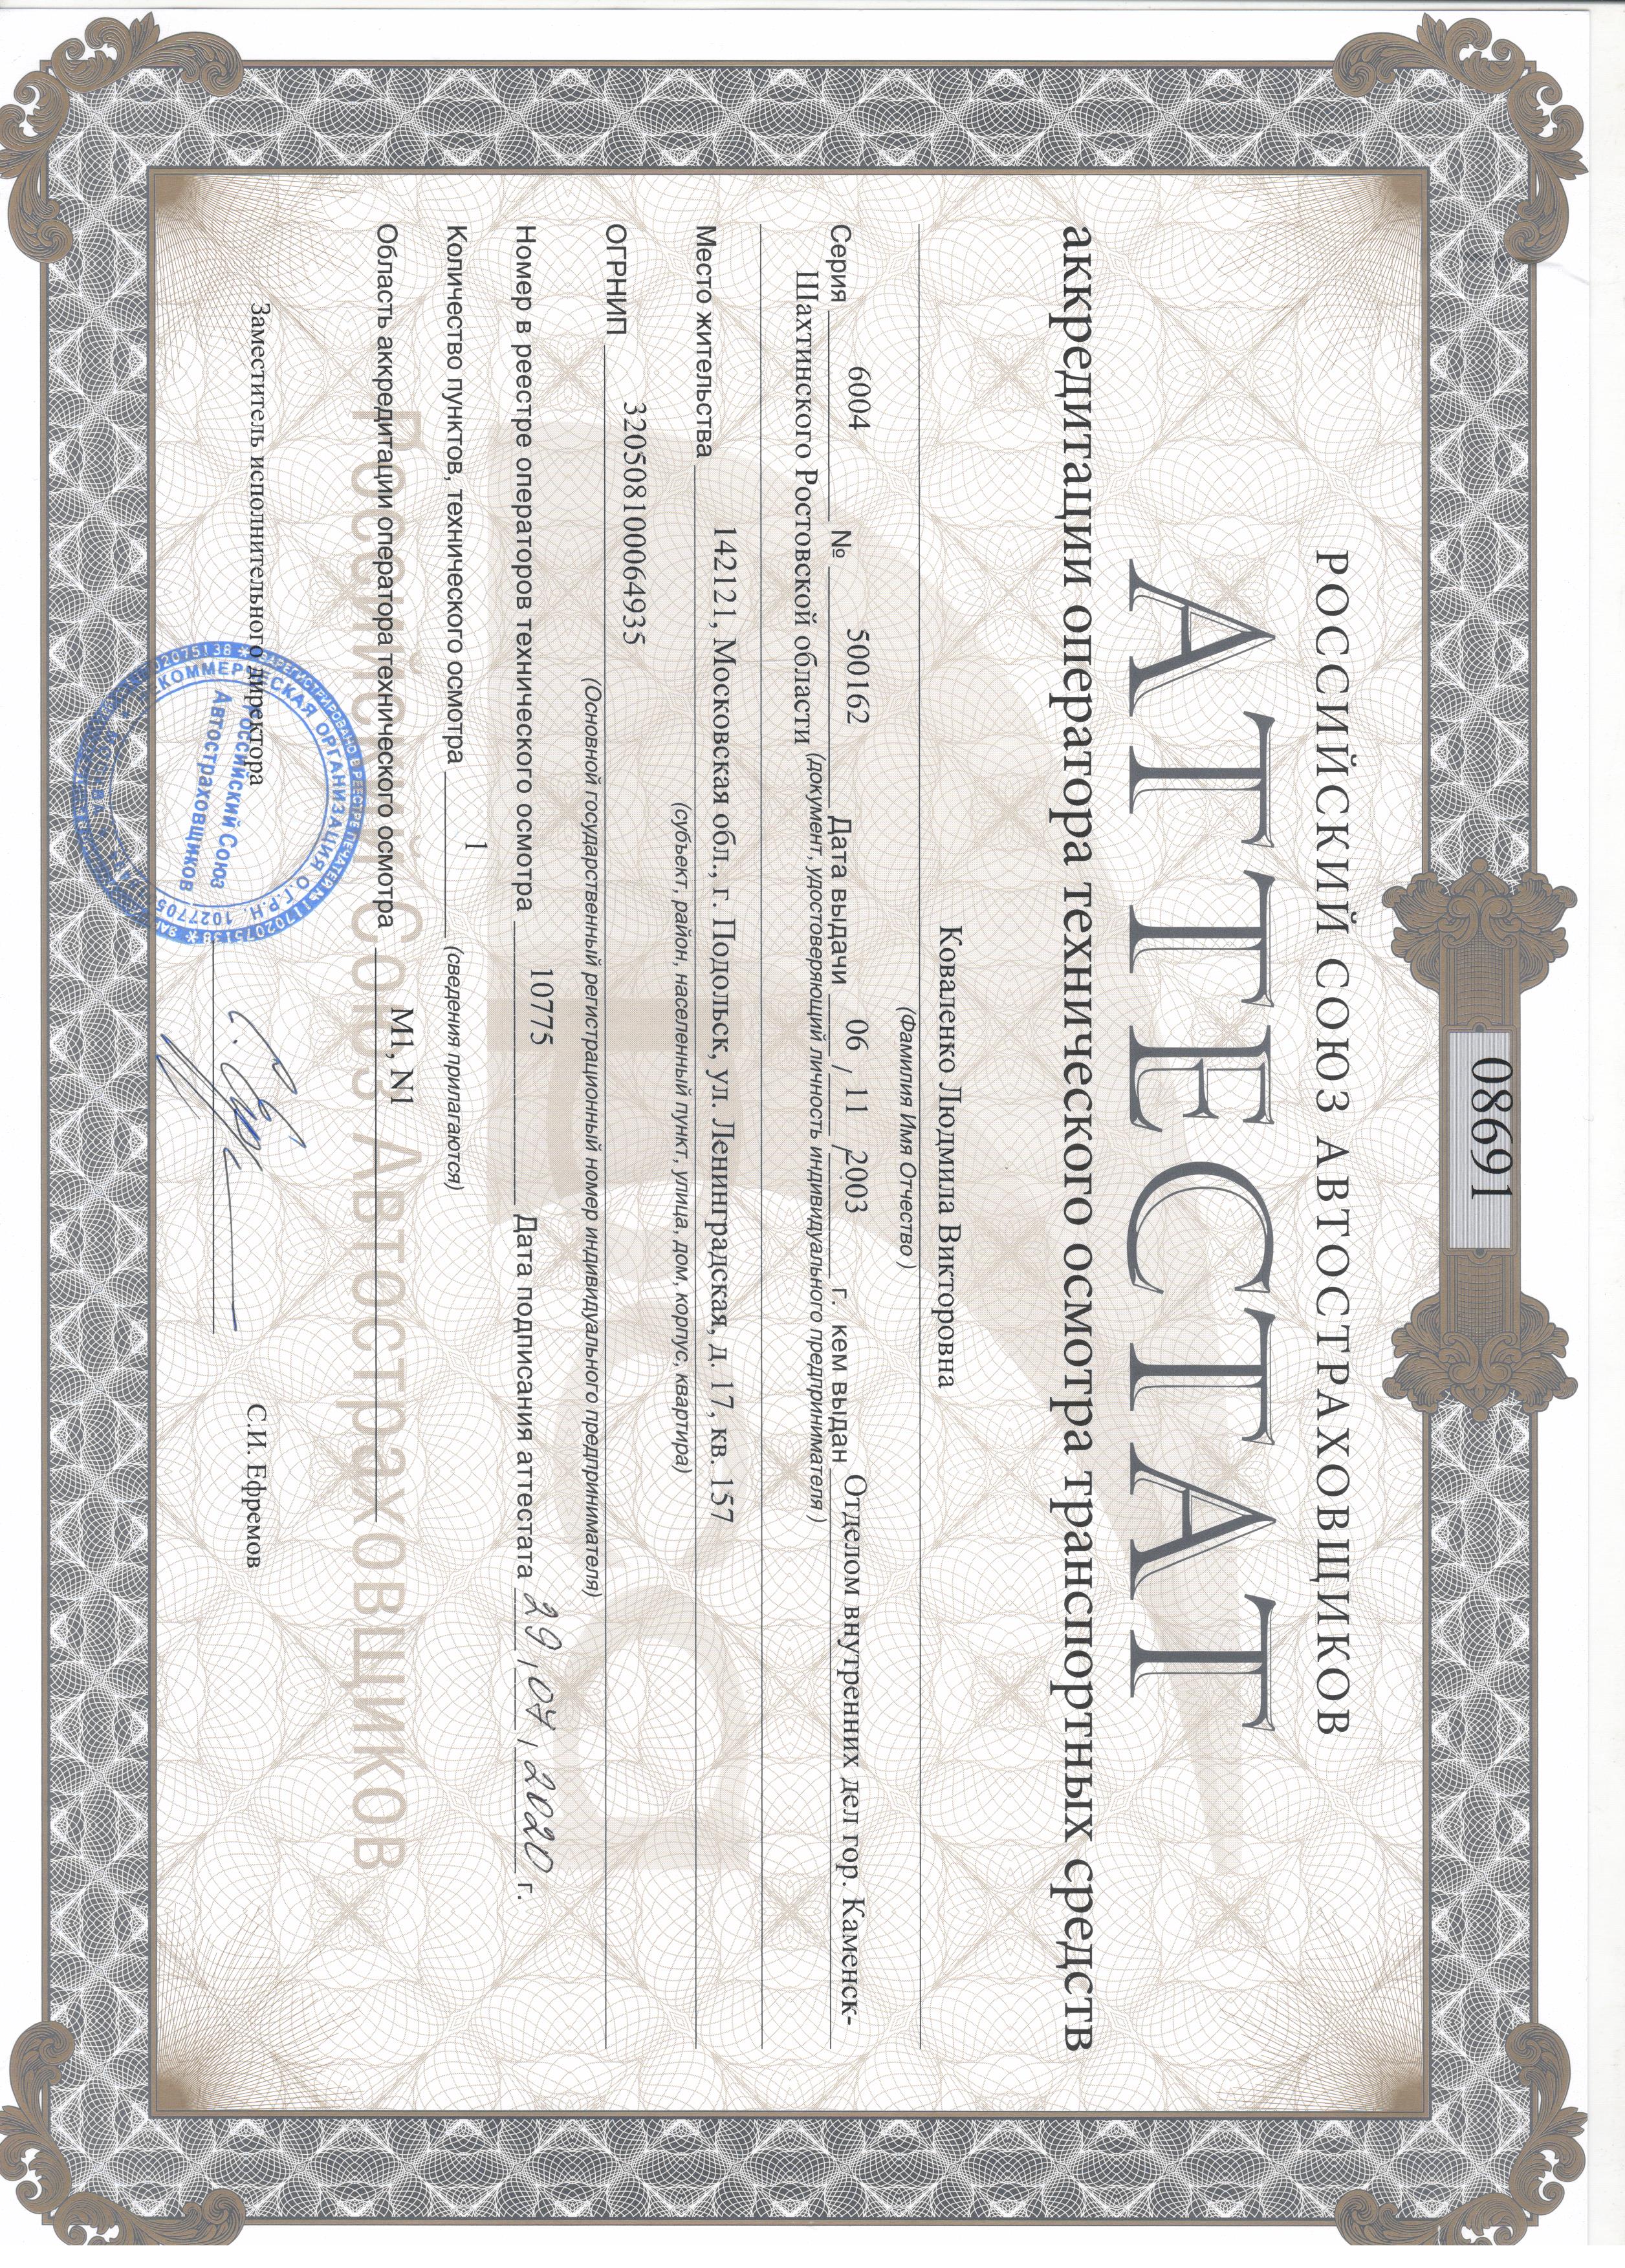 08691
РОССИЙСКИЙ СОЮЗ АВТОСТРАХОВЩИКОВ
АТТЕСТАТ
аккредитации оператора технического осмотра транспортных средств
Коваленко Людмила Викторовна
(Фамилия Имя Отчество )
Серия 6004 № 500162 Дата выдачи 06 / 11 /2003 г. кем выдан Отделом внутренних дел гор. Каменск-
Шахтинского Ростовской области (документ, удостоверяющий личность индивидуального предпринимателя )
Место жительства 142121, Московская обл., г. Подольск, ул. Ленинградская, д. 17, кв. 157
(субъект, район, населенный пункт, улица, дом, корпус, квартира)
ОГРНИП 320508100064935
(Основной государственный регистрационный номер индивидуального предпринимателя)
Номер в реестре операторов технического осмотра 10775 Дата подписания аттестата 29 / 07 / 2020 г.
Количество пунктов, технического осмотра 1 (сведения прилагаются)
Область аккредитации оператора технического осмотра М1, N1
Российский Союз Автостраховщиков
Заместитель исполнительного директора С.И. Ефремов
ЗАРЕГИСТРИРОВАНО В РЕЕСТРЕ ПЕЧАТЕЙ № 11702075138
НЕКОММЕРЧЕСКАЯ ОРГАНИЗАЦИЯ О.Г.Р.Н.
Российский Союз
Автостраховщиков
МОСКВА